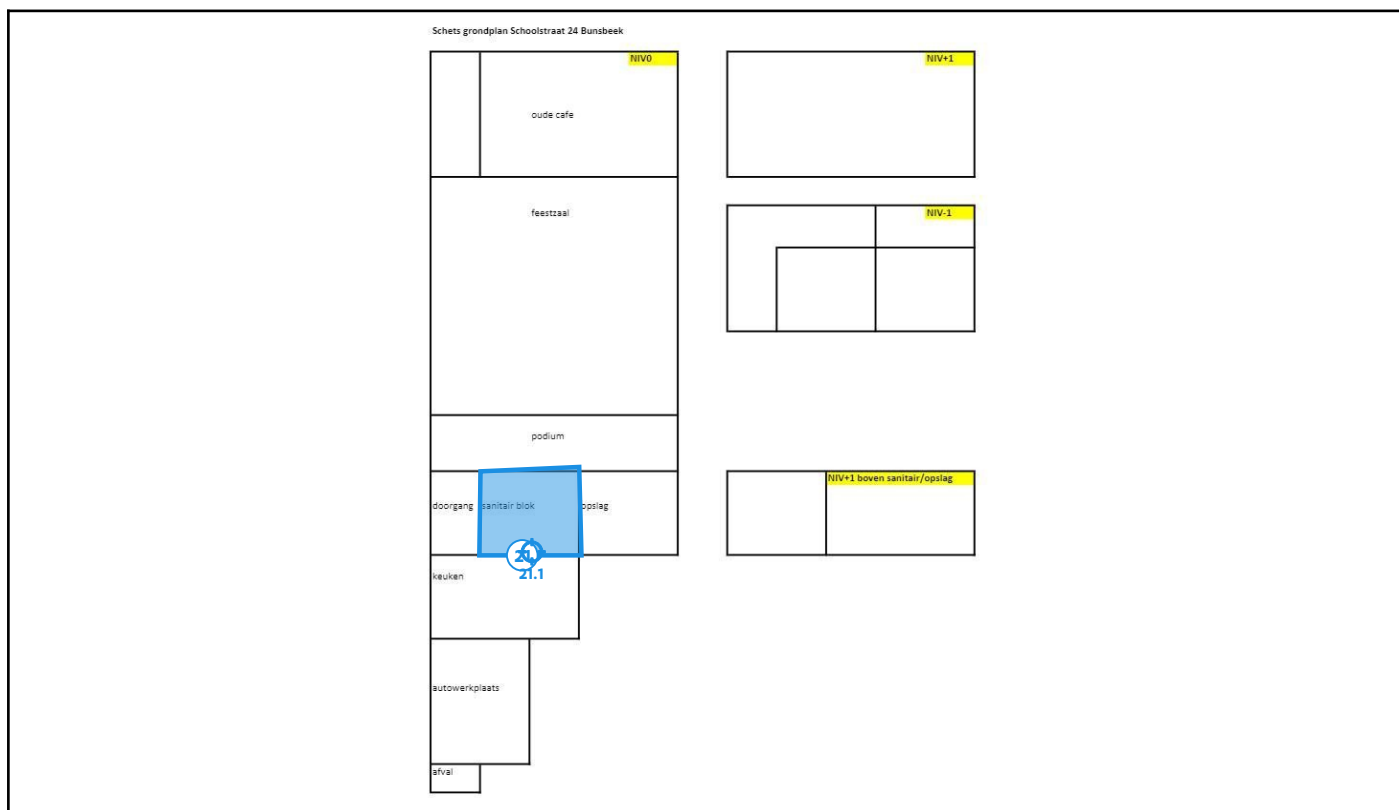 Schets grondplan Schoolstraat 24 Bunsbeek
NIV0
NIV+1
oude cafe
feestzaal
NIV-1
podium
NIV+1 boven sanitair/opslag
doorgang
sanitair blok
opslag
21.1
keuken
autowerkplaats
afval